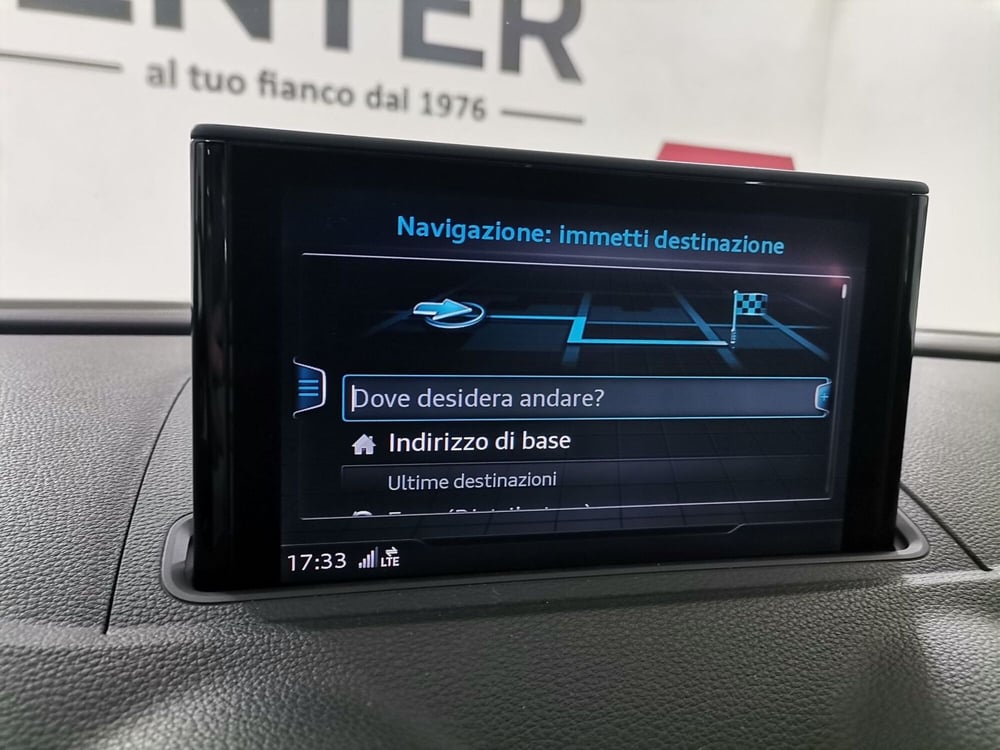 ENTER
al tuo fianco dal 1976
Navigazione: immetti destinazione
Dove desidera andare?
Indirizzo di base
Ultime destinazioni
17:33
LTE